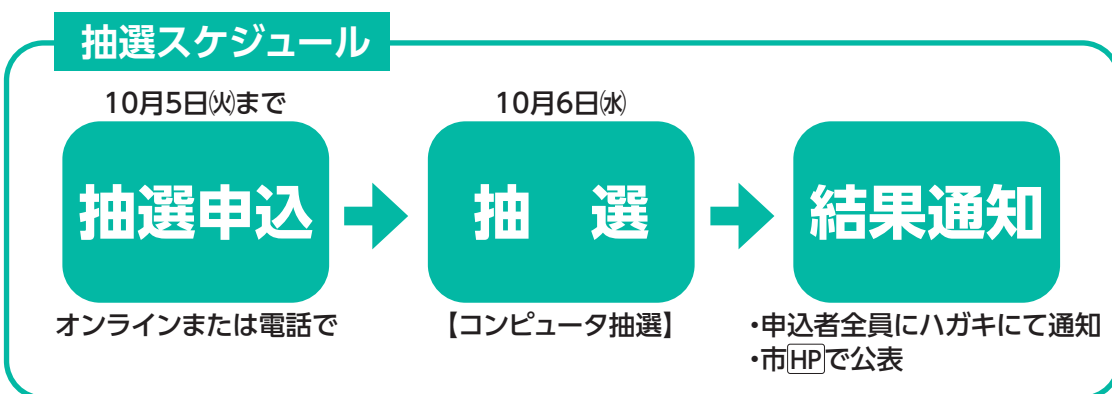 抽選スケジュール
10月5日㈫まで
抽選申込
オンラインまたは電話で
10月6日㈬
抽　選
【コンピュータ抽選】
結果通知
・申込者全員にハガキにて通知
・市HPで公表